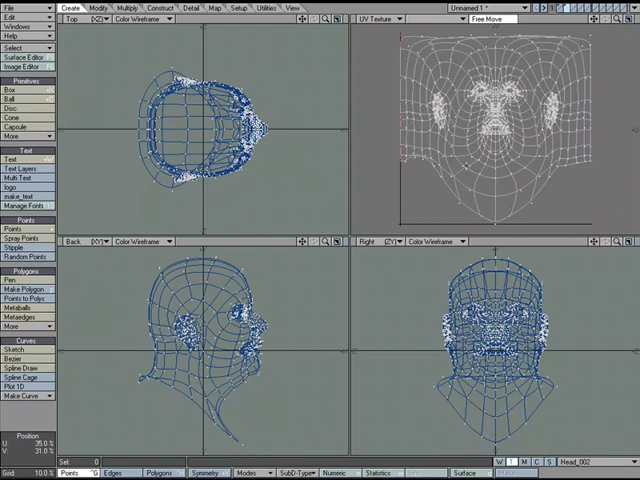 File Create Modify Multiply Construct Detail Map Setup Utilities View Unnamed 1 *
Edit Top (XZ) Color Wireframe UV Texture Free Move
Windows
Help
Select
Surface Editor
Image Editor
Primitives
Box
Ball
Disc
Cone
Capsule
More
Text
Text
Text Layers
Multi Text
logo
make_text
Manage Fonts
Points
Points Back (XY) Color Wireframe Right (ZY) Color Wireframe
Spray Points
Stipple
Random Points
Polygons
Pen
Make Polygon
Points to Polys
Metaballs
Metaedges
More
Curves
Sketch
Bezier
Spline Draw
Spline Cage
Plot 1D
Make Curve
Position
U: 35.0 %
V: 31.0 %
Sel: 0 W T M C S Head_002
Grid: 10.0 % Points ^G Edges Polygons Symmetry Modes SubD-Type Numeric Statistics Surface